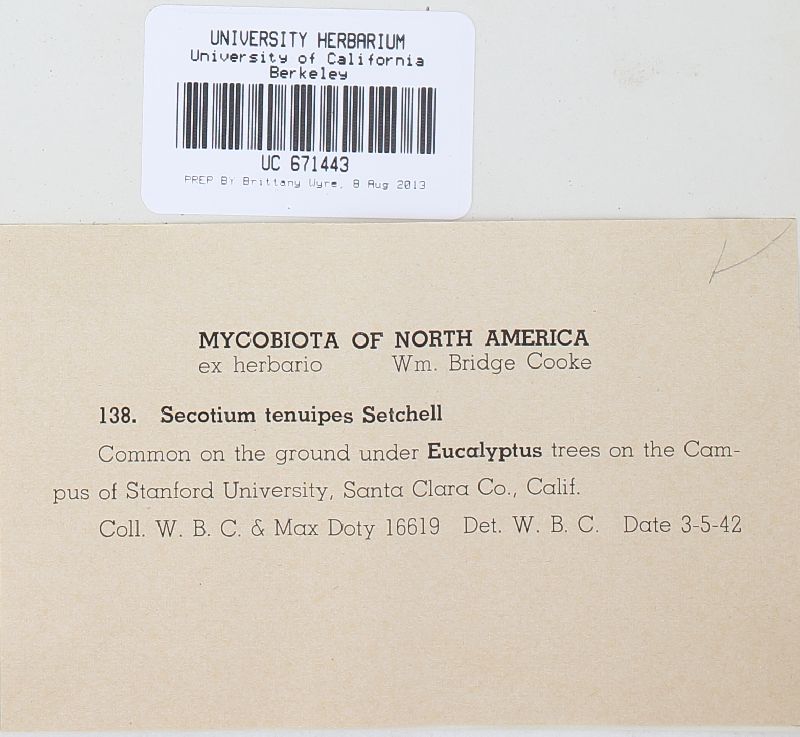 UNIVERSITY HERBARIUM
University of California
Berkeley
UC 671443
PREP BY Brittany Wyre, 8 Aug 2013
MYCOBIOTA OF NORTH AMERICA
ex herbario Wm. Bridge Cooke
138. Secotium tenuipes Setchell
Common on the ground under Eucalyptus trees on the Cam-
pus of Stanford University, Santa Clara Co., Calif.
Coll. W. B. C. & Max Doty 16619 Det. W. B. C. Date 3-5-42